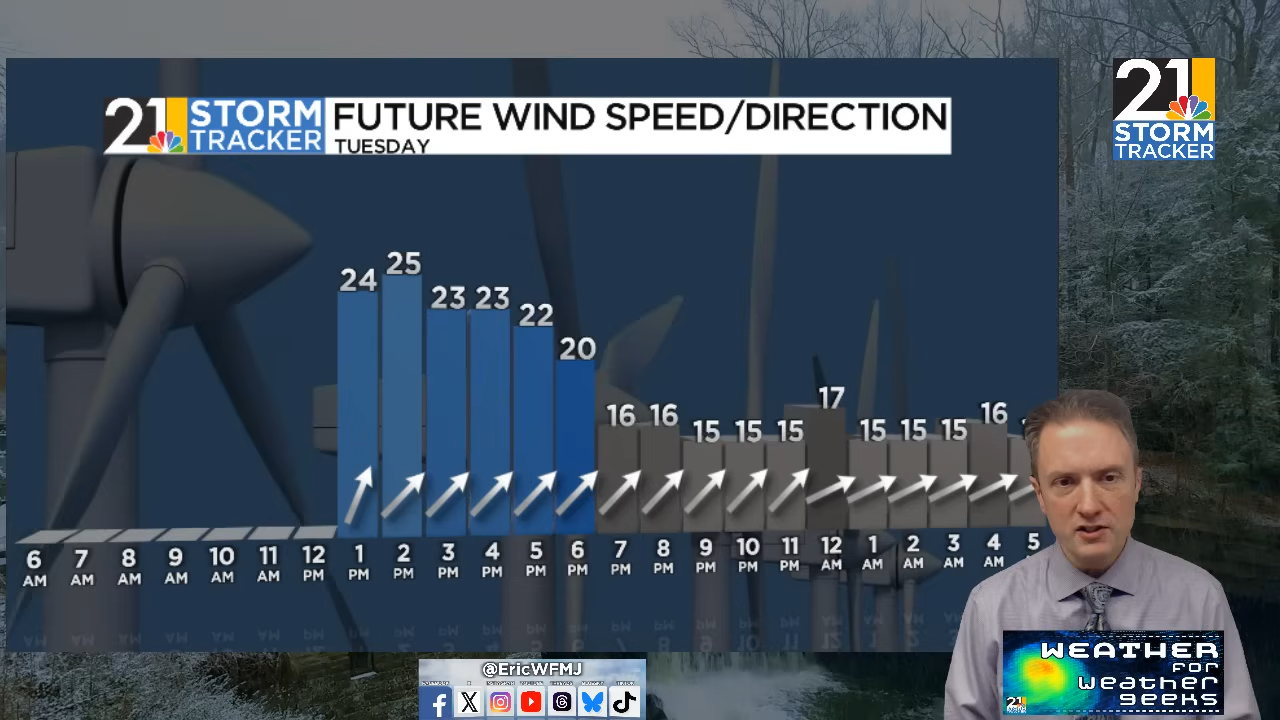 21 STORM TRACKER FUTURE WIND SPEED/DIRECTION
TUESDAY
21 STORM TRACKER
24 25 23 23 22 20 16 16 15 15 15 17 15 15 15 16
6 AM 7 AM 8 AM 9 AM 10 AM 11 AM 12 PM 1 PM 2 PM 3 PM 4 PM 5 PM 6 PM 7 PM 8 PM 9 PM 10 PM 11 PM 12 AM 1 AM 2 AM 3 AM 4 AM 5
@EricWFMJ
WEATHER
FOR
WEATHER
GEEKS
21